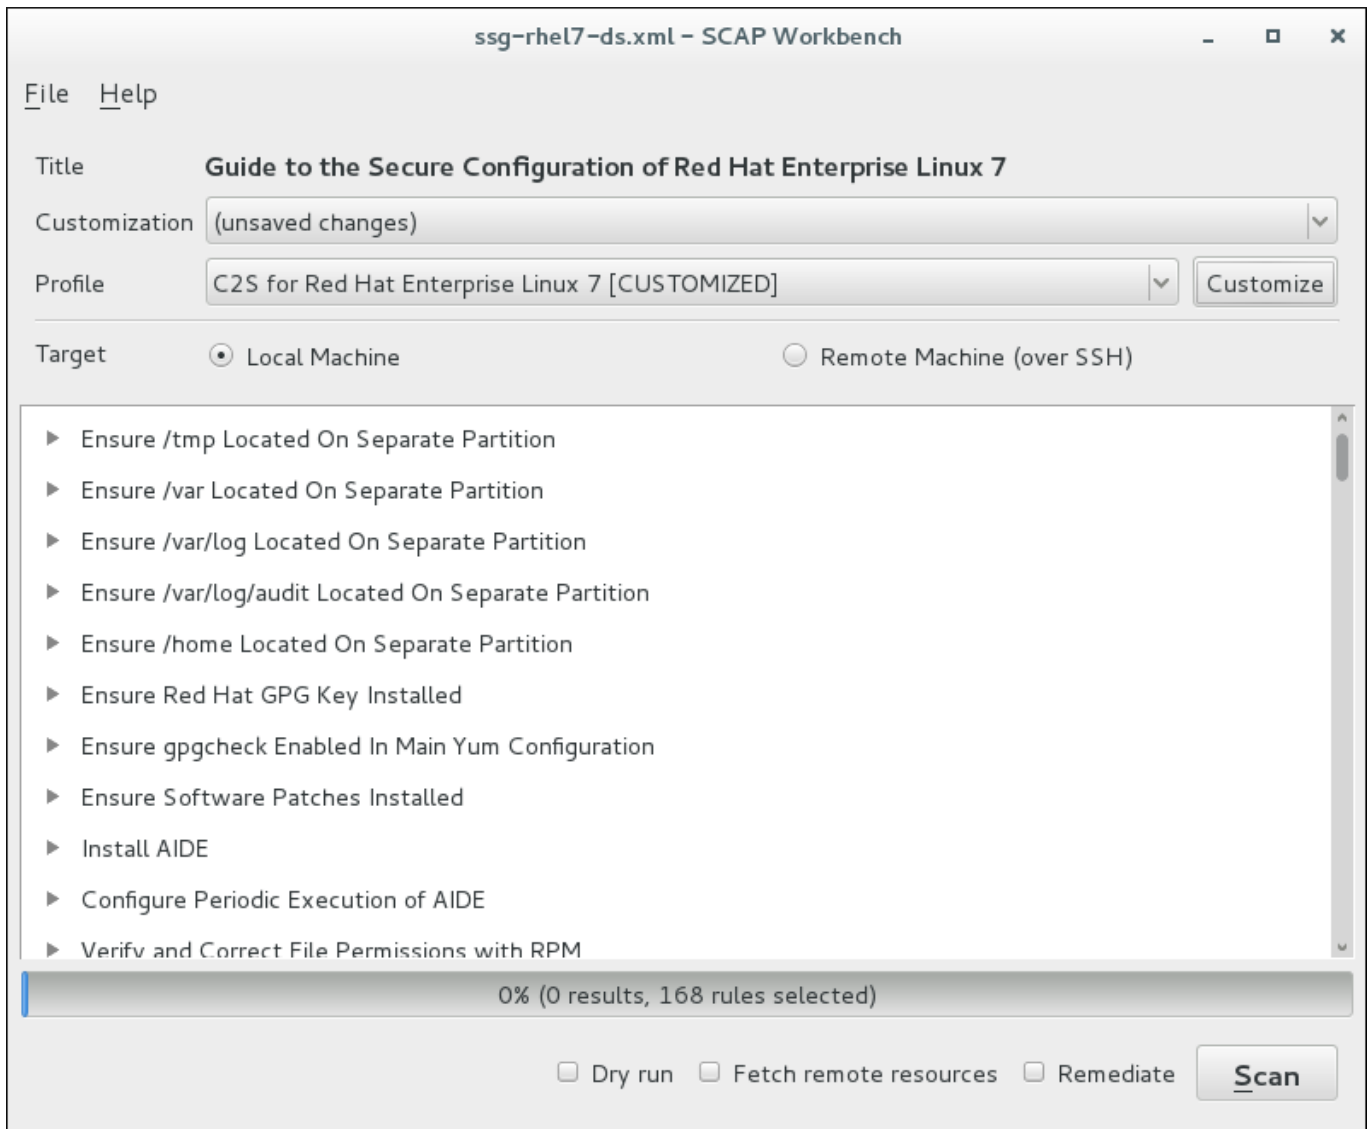 ssg-rhel7-ds.xml - SCAP Workbench
File Help
Title Guide to the Secure Configuration of Red Hat Enterprise Linux 7
Customization (unsaved changes)
Profile C2S for Red Hat Enterprise Linux 7 [CUSTOMIZED] Customize
Target Local Machine Remote Machine (over SSH)
Ensure /tmp Located On Separate Partition
Ensure /var Located On Separate Partition
Ensure /var/log Located On Separate Partition
Ensure /var/log/audit Located On Separate Partition
Ensure /home Located On Separate Partition
Ensure Red Hat GPG Key Installed
Ensure gpgcheck Enabled In Main Yum Configuration
Ensure Software Patches Installed
Install AIDE
Configure Periodic Execution of AIDE
Verify and Correct File Permissions with RPM
0% (0 results, 168 rules selected)
Dry run Fetch remote resources Remediate Scan